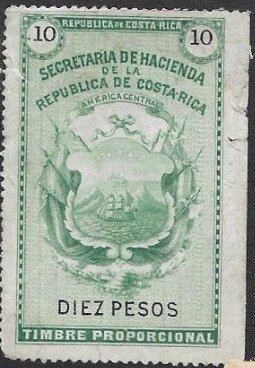 REPUBLICA DE COSTA-RICA
10 10
SECRETARIA DE HACIENDA
DE LA
REPUBLICA DE COSTA-RICA
AMERICA CENTRAL
DIEZ PESOS
TIMBRE PROPORCIONAL